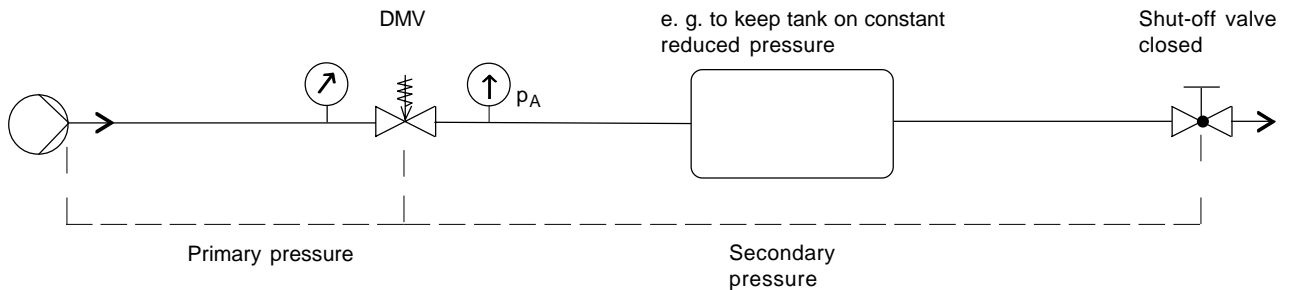 DMV
e. g. to keep tank on constant
reduced pressure
Shut-off valve
closed
pA
Primary pressure
Secondary
pressure